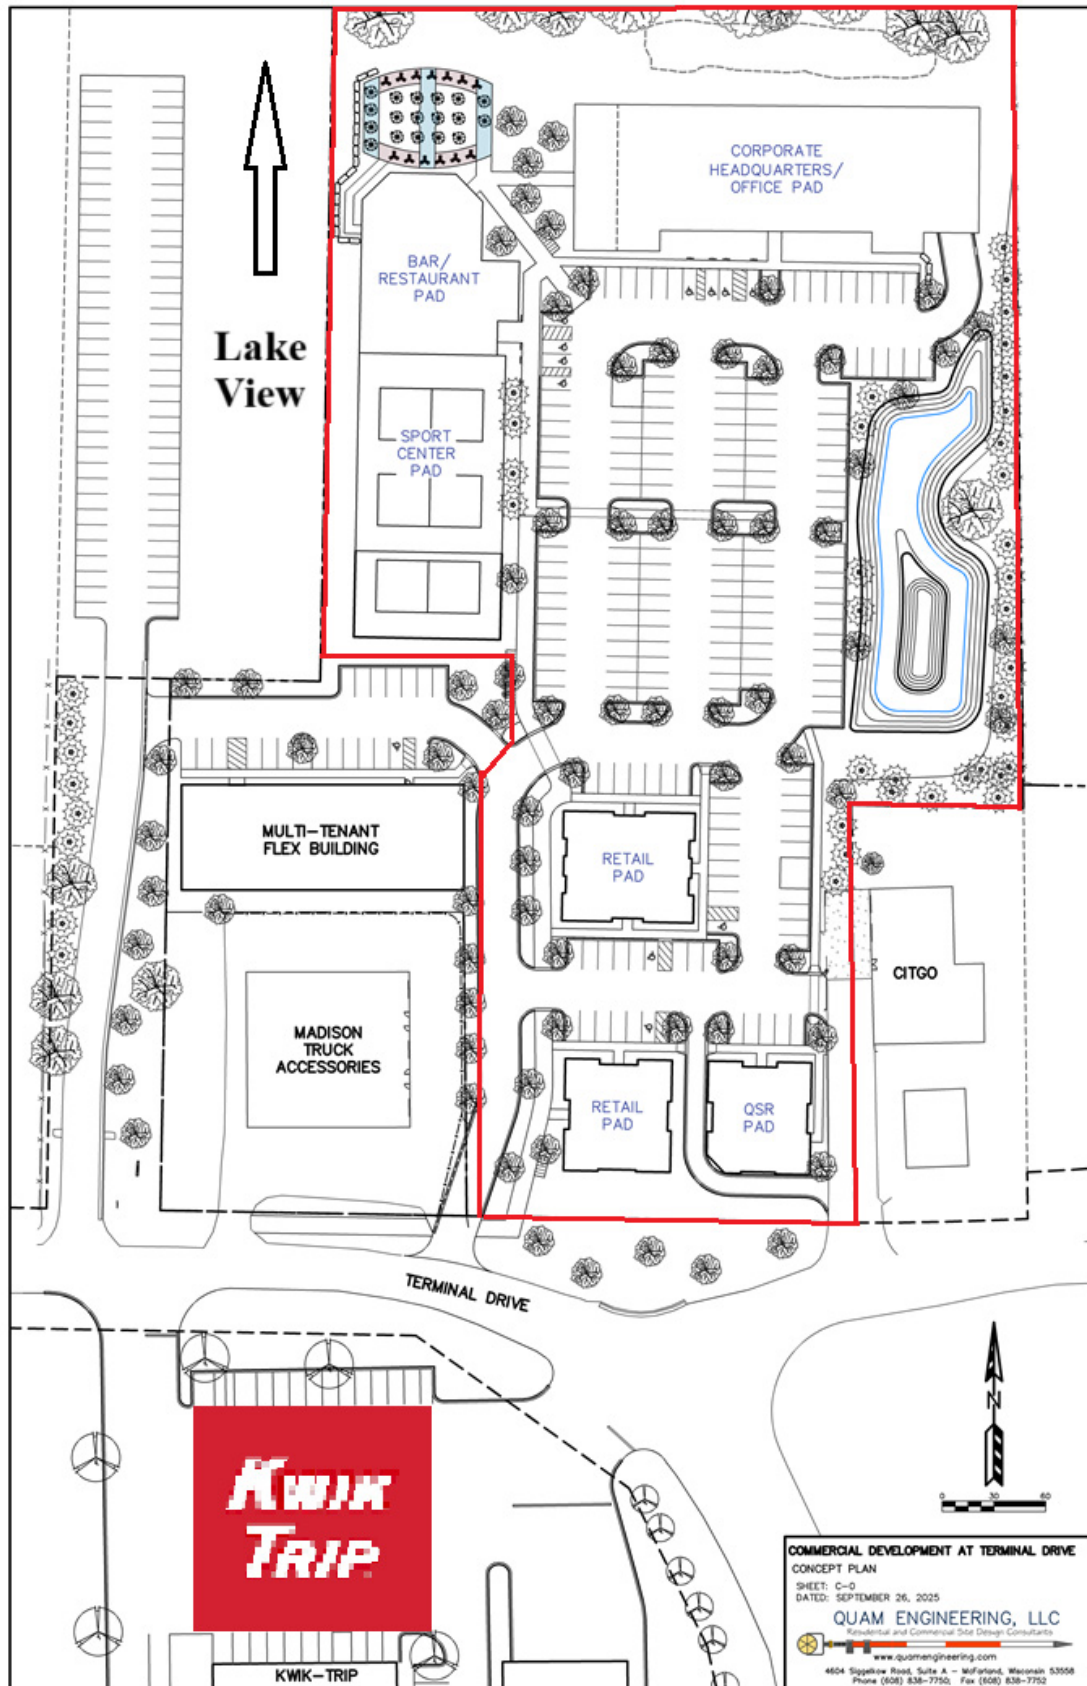 CORPORATE
HEADQUARTERS/
OFFICE PAD
BAR/
RESTAURANT
PAD
Lake
View
SPORT
CENTER
PAD
MULTI-TENANT
FLEX BUILDING
RETAIL
PAD
CITGO
MADISON
TRUCK
ACCESSORIES
RETAIL
PAD
QSR
PAD
TERMINAL DRIVE
N
0 30 60
KWIK
TRIP
KWIK-TRIP
COMMERCIAL DEVELOPMENT AT TERMINAL DRIVE
CONCEPT PLAN
SHEET: C-0
DATED: SEPTEMBER 26, 2025
QUAM ENGINEERING, LLC
Residential and Commercial Site Design Consultants
www.quamengineering.com
4604 Siggelkow Road, Suite A - McFarland, Wisconsin 53558
Phone (608) 838-7750; Fax (608) 838-7752